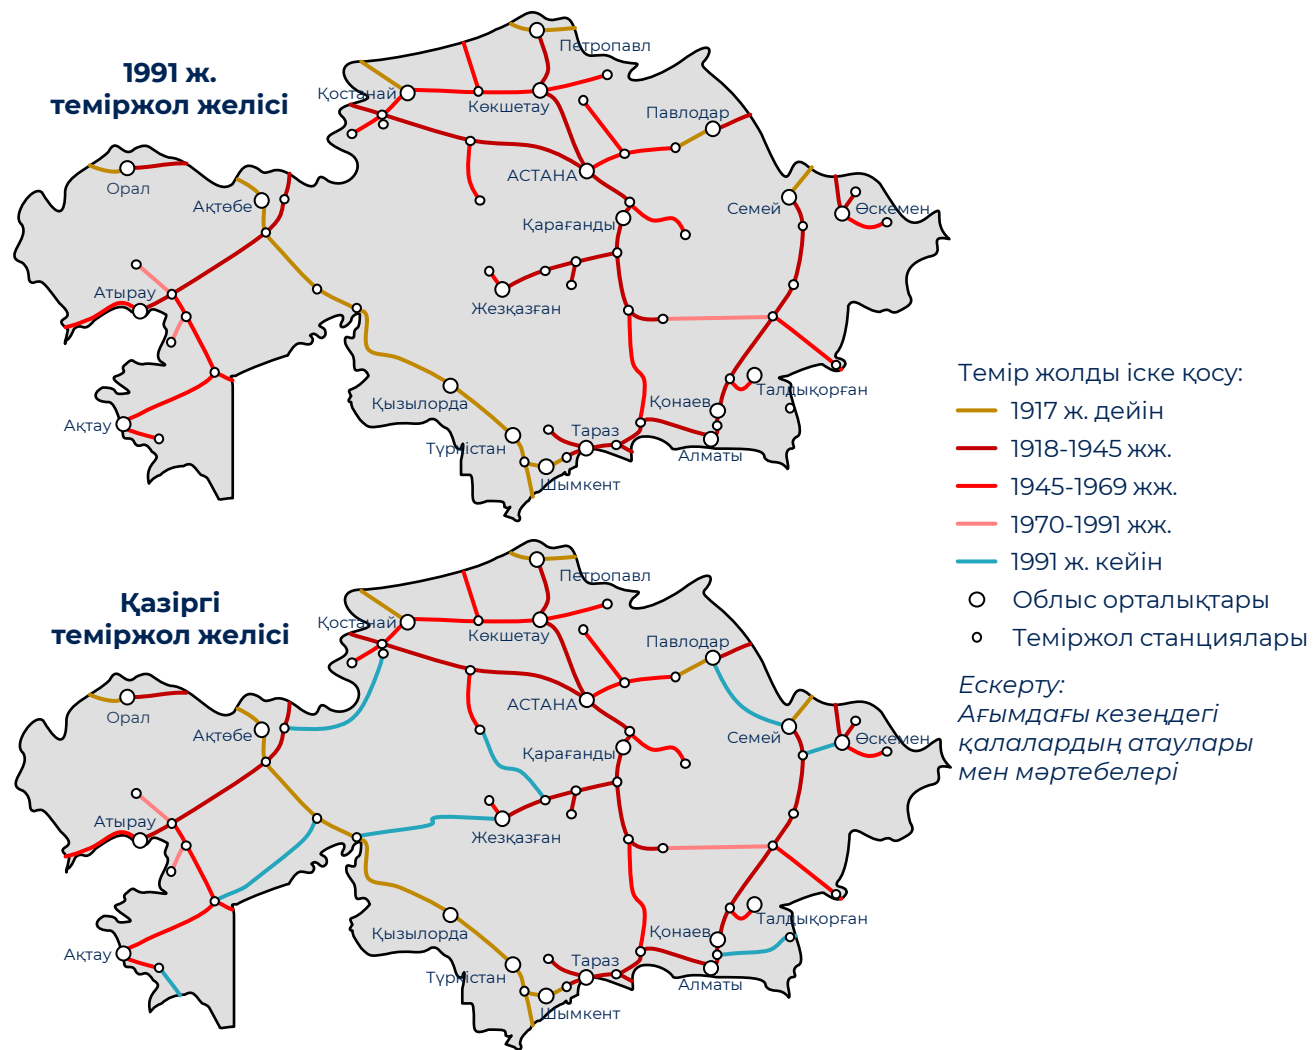 1991 ж.
теміржол желісі
Петропавл
Қостанай
Көкшетау
Павлодар
Орал
АСТАНА
Ақтөбе
Семей
Өскемен
Қарағанды
Атырау
Жезқазған
Талдықорған
Қызылорда
Қонаев
Ақтау
Тараз
Түркістан
Алматы
Шымкент
Темір жолды іске қосу:
1917 ж. дейін
1918-1945 жж.
1945-1969 жж.
1970-1991 жж.
1991 ж. кейін
Облыс орталықтары
Теміржол станциялары
Ескерту:
Ағымдағы кезеңдегі
қалалардың атаулары
мен мәртебелері
Қазіргі
теміржол желісі
Петропавл
Қостанай
Көкшетау
Павлодар
Орал
АСТАНА
Ақтөбе
Семей
Өскемен
Қарағанды
Атырау
Жезқазған
Талдықорған
Қызылорда
Қонаев
Ақтау
Тараз
Түркістан
Алматы
Шымкент